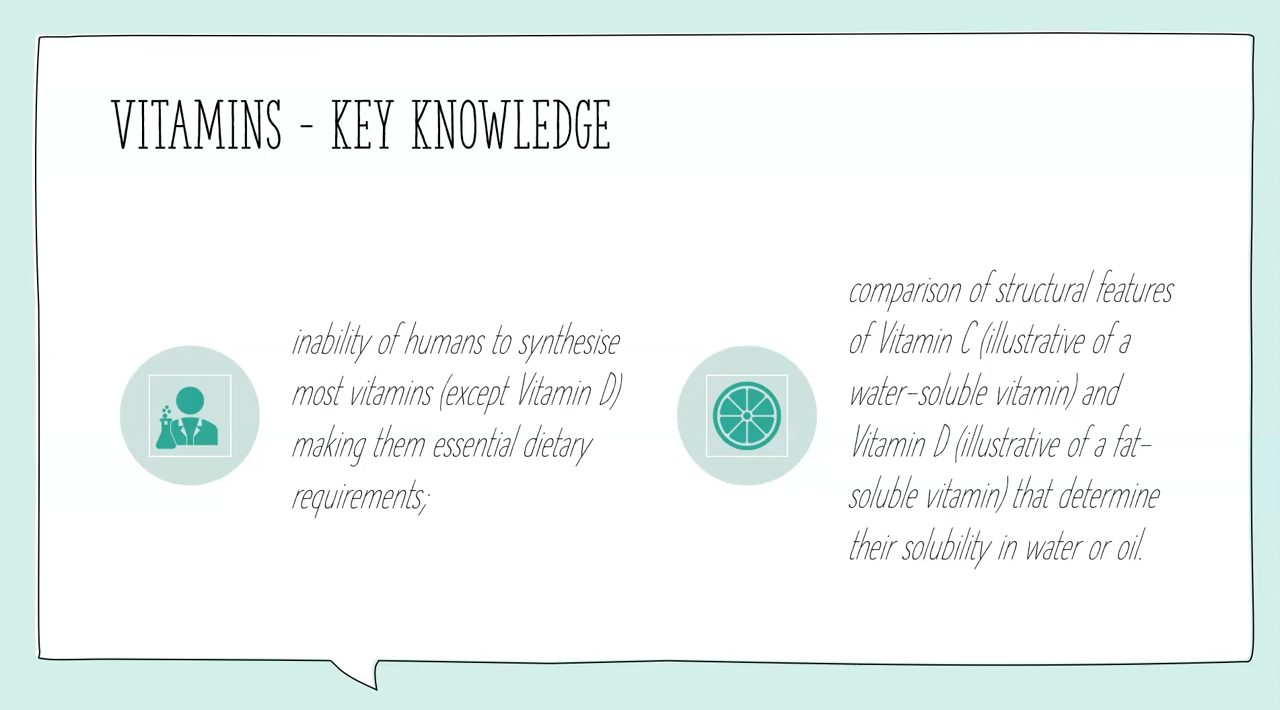 VITAMINS - KEY KNOWLEDGE
inability of humans to synthesise
most vitamins (except Vitamin D)
making them essential dietary
requirements;
comparison of structural features
of Vitamin C (illustrative of a
water-soluble vitamin) and
Vitamin D (illustrative of a fat-
soluble vitamin) that determine
their solubility in water or oil.